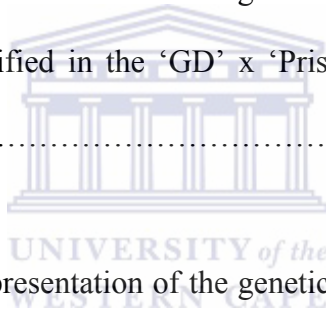 ified in the ‘GD’ x ‘Pris
....................................
UNIVERSITY of the
presentation of the genetic
WESTERN CAPE